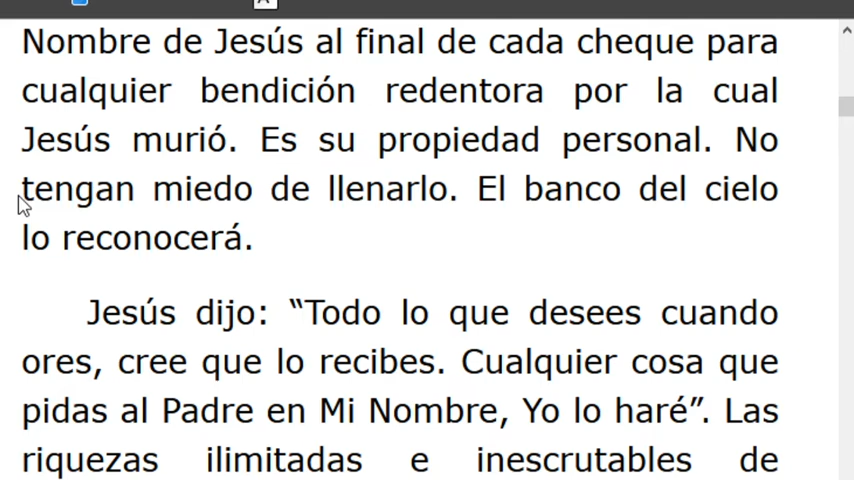 Nombre de Jesús al final de cada cheque para
cualquier bendición redentora por la cual
Jesús murió. Es su propiedad personal. No
tengan miedo de llenarlo. El banco del cielo
lo reconocerá.
Jesús dijo: “Todo lo que desees cuando
ores, cree que lo recibes. Cualquier cosa que
pidas al Padre en Mi Nombre, Yo lo haré”. Las
riquezas ilimitadas e inescrutables de